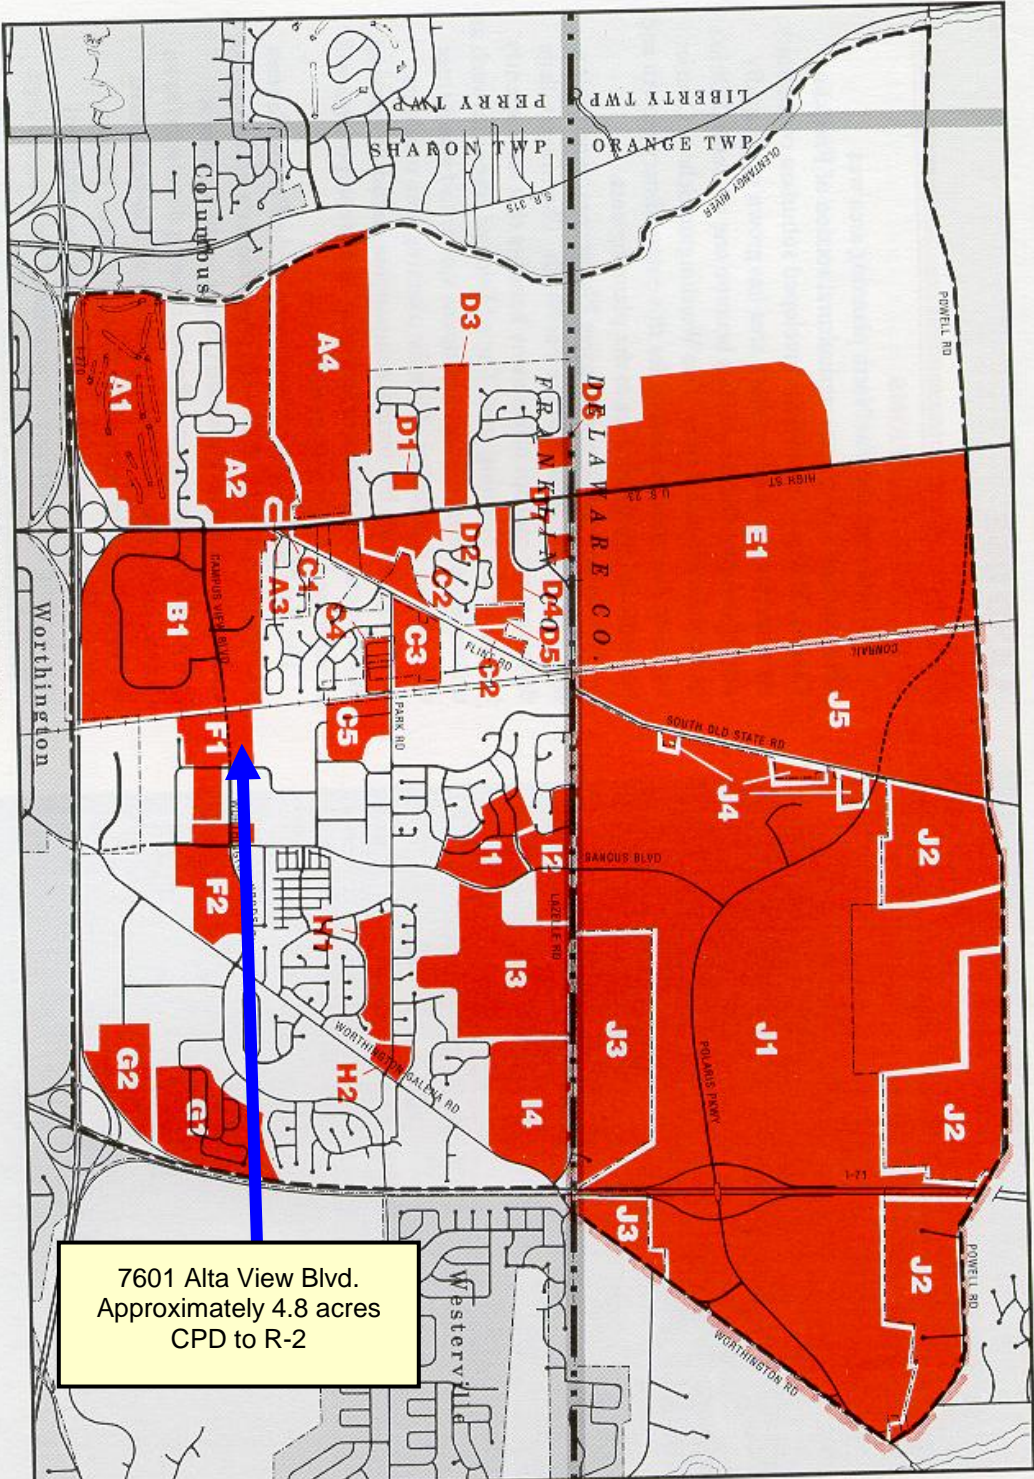 PERRY TWP
LIBERTY TWP
SHARON TWP
ORANGE TWP
OLENTANGY RIVER
S.R. 315
Columbus
POWELL RD
D3
A4
A1
A2
D1
D6
DELAWARE CO.
FRANKLIN CO.
U.S. 23
HIGH ST
E1
D2
D4
D5
C1
C2
A3
C4
C3
C2
FLINT RD
B1
CAMPUS VIEW BLVD
CONRAIL
Worthington
F1
C5
PARK RD
SOUTH OLD STATE RD
J5
J4
J2
I1
I2
SANCUS BLVD
LAZELLE RD
F2
H1
I3
J3
J1
POLARIS PKWY
WORTHINGTON GALENA RD
H2
I4
G2
G1
J2
I-71
I-270
J3
J2
POWELL RD
WORTHINGTON RD
Westerville
7601 Alta View Blvd.
Approximately 4.8 acres
CPD to R-2